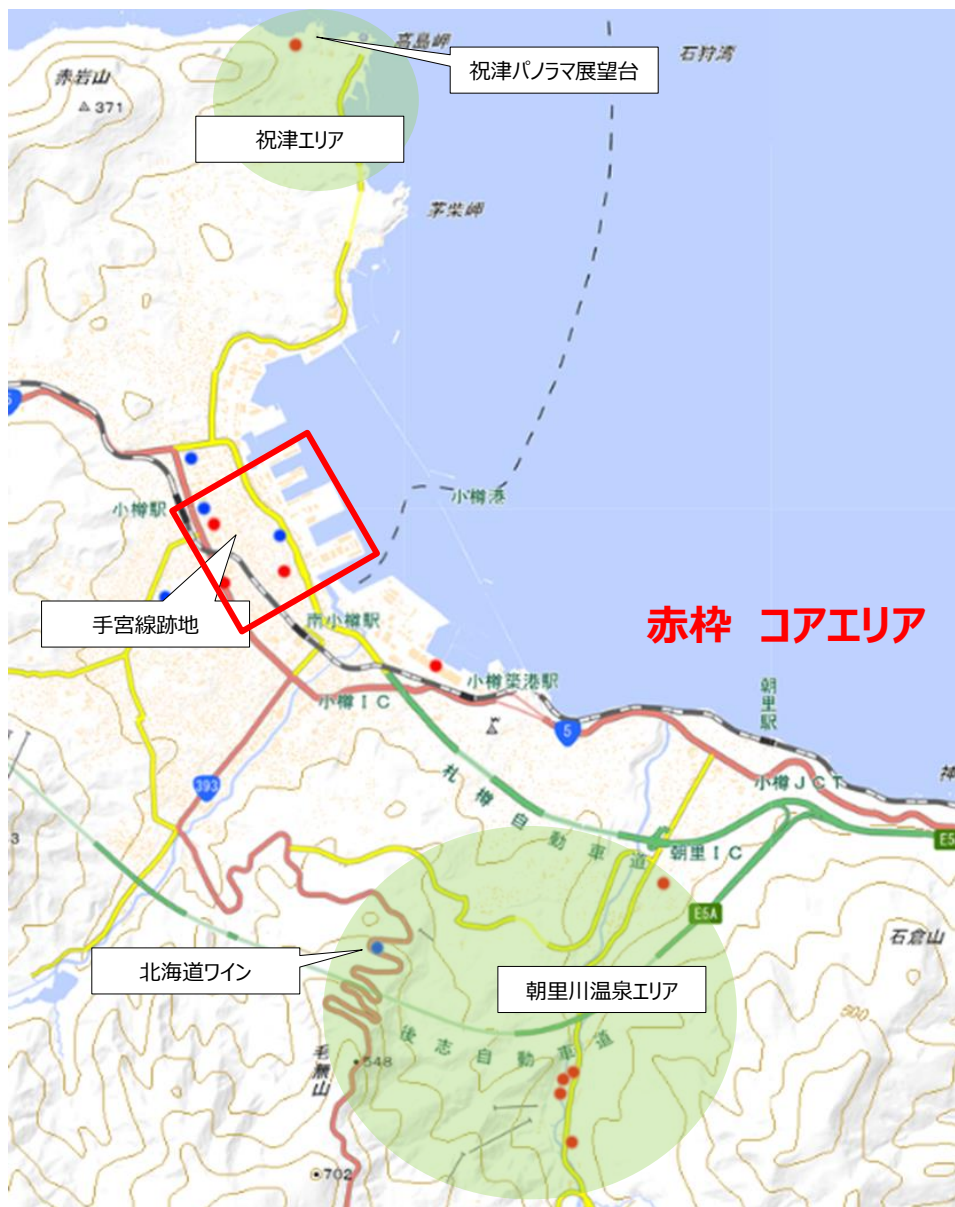 高島岬
石狩湾
祝津パノラマ展望台
赤岩山
371
祝津エリア
茅柴岬
5
小樽駅
小樽港
手宮線跡地
南小樽駅
赤枠 コアエリア
小樽築港駅
朝里駅
小樽IC
5
393
小樽JCT
神
札樽自動車道
朝里IC
E5
3
E5A
石倉山
北海道ワイン
朝里川温泉エリア
500
後志自動車道
毛無山
548
702